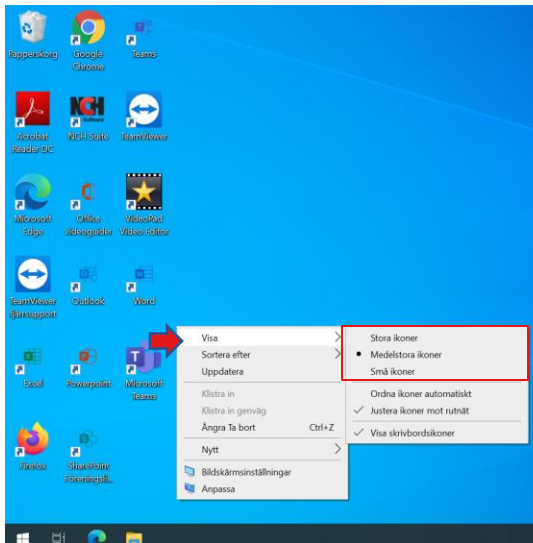 Papperskorg
Google
Chrome
Teams
Acrobat
Reader DC
NCH
Software
NCH Suite
TeamViewer
Microsoft
Edge
Office
videoguider
VideoPad
Video Editor
TeamViewer
fjärrsupport
Outlook
Word
Excel
Powerpoint
Microsoft
Teams
Firefox
SharePoint
Föreningsli...
Visa
Sortera efter
Uppdatera
Klistra in
Klistra in genväg
Ångra Ta bort Ctrl+Z
Nytt
Bildskärmsinställningar
Anpassa
Stora ikoner
Medelstora ikoner
Små ikoner
Ordna ikoner automatiskt
Justera ikoner mot rutnät
Visa skrivbordsikoner